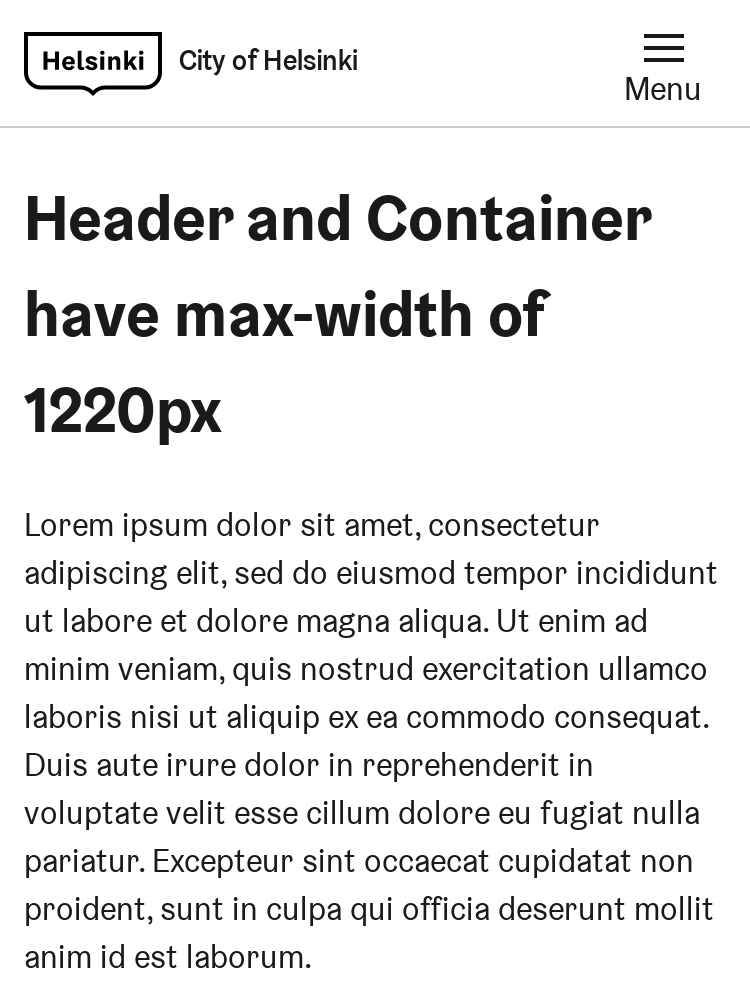 Helsinki City of Helsinki
Menu
Header and Container
have max-width of
1220px
Lorem ipsum dolor sit amet, consectetur
adipiscing elit, sed do eiusmod tempor incididunt
ut labore et dolore magna aliqua. Ut enim ad
minim veniam, quis nostrud exercitation ullamco
laboris nisi ut aliquip ex ea commodo consequat.
Duis aute irure dolor in reprehenderit in
voluptate velit esse cillum dolore eu fugiat nulla
pariatur. Excepteur sint occaecat cupidatat non
proident, sunt in culpa qui officia deserunt mollit
anim id est laborum.